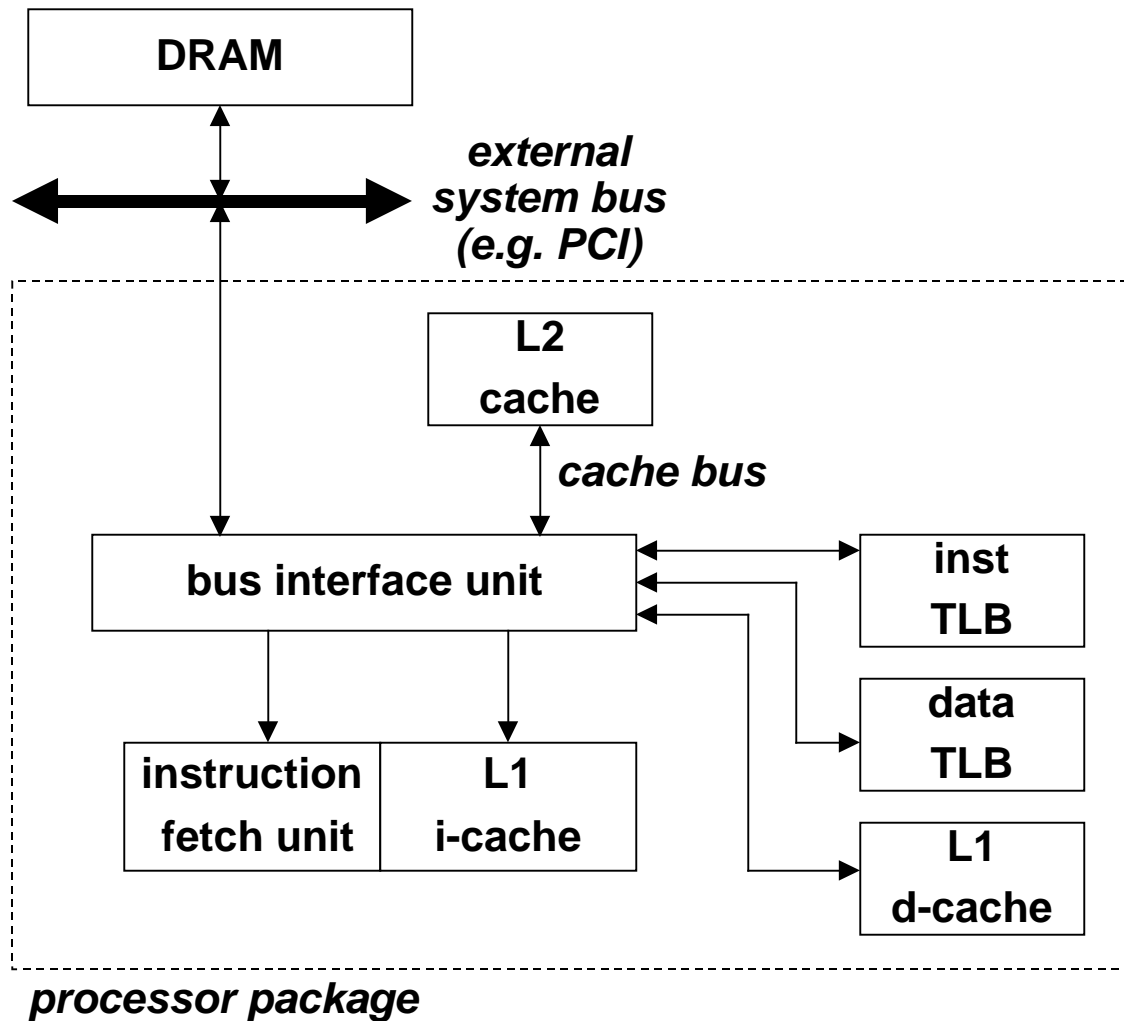 DRAM
external
system bus
(e.g. PCI)
L2
cache
cache bus
bus interface unit
inst
TLB
data
TLB
instruction
fetch unit
L1
i-cache
L1
d-cache
processor package